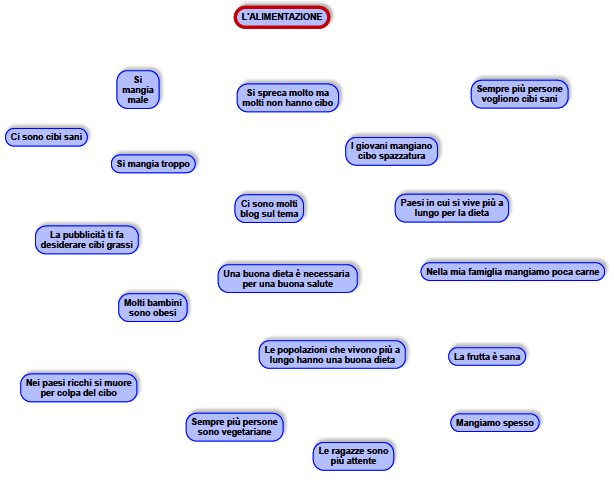 L'ALIMENTAZIONE
Si
mangia
male
Si spreca molto ma
molti non hanno cibo
Sempre più persone
vogliono cibi sani
Ci sono cibi sani
Si mangia troppo
I giovani mangiano
cibo spazzatura
Ci sono molti
blog sul tema
Paesi in cui si vive più a
lungo per la dieta
La pubblicità ti fa
desiderare cibi grassi
Una buona dieta è necessaria
per una buona salute
Nella mia famiglia mangiamo poca carne
Molti bambini
sono obesi
Le popolazioni che vivono più a
lungo hanno una buona dieta
La frutta è sana
Nei paesi ricchi si muore
per colpa del cibo
Sempre più persone
sono vegetariane
Mangiamo spesso
Le ragazze sono
più attente